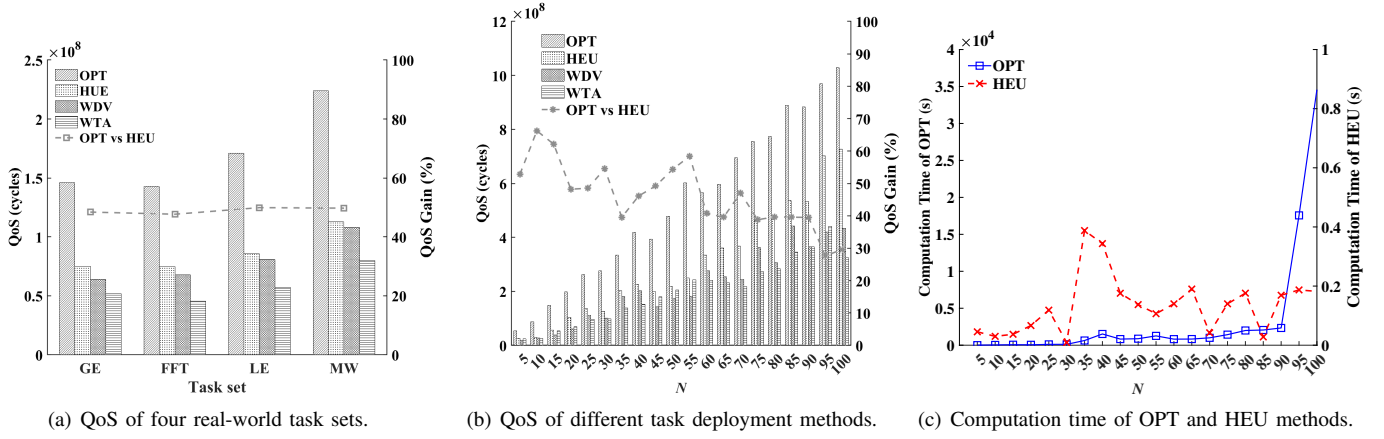 ×10⁸
2.5
2
1.5
1
0.5
0
QoS (cycles)
OPT
HUE
WDV
WTA
OPT vs HEU
100
80
60
40
20
0
QoS Gain (%)
GE FFT LE MW
Task set
(a) QoS of four real-world task sets.
×10⁸
12
10
8
6
4
2
0
QoS (cycles)
OPT
HEU
WDV
WTA
OPT vs HEU
100
90
80
70
60
50
40
30
20
10
0
QoS Gain (%)
5 10 15 20 25 30 35 40 45 50 55 60 65 70 75 80 85 90 95 100
N
(b) QoS of different task deployment methods.
×10⁴
4
3.5
3
2.5
2
1.5
1
0.5
0
Computation Time of OPT (s)
OPT
HEU
1
0.8
0.6
0.4
0.2
0
Computation Time of HEU (s)
5 10 15 20 25 30 35 40 45 50 55 60 65 70 75 80 85 90 95 100
N
(c) Computation time of OPT and HEU methods.